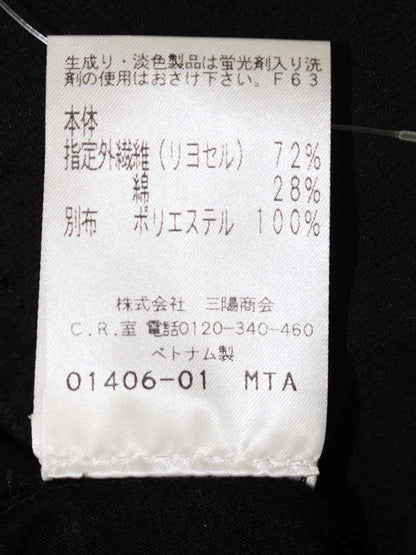 生成り・淡色製品は蛍光剤入り洗
剤の使用はおさけ下さい。F63
本体
指定外繊維(リヨセル) 72%
綿 28%
別布 ポリエステル 100%
株式会社 三陽商会
C.R.室 電話0120-340-460
ベトナム製
01406-01 MTA